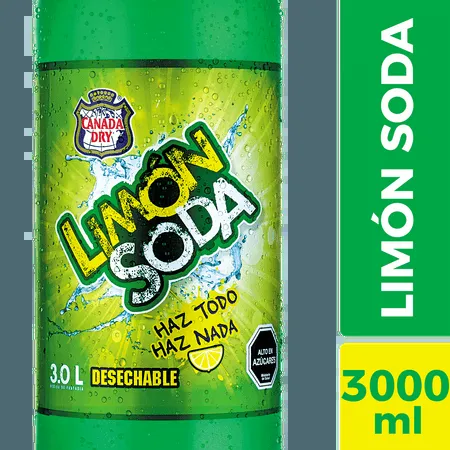 CANADA
DRY
LIMÓN
SODA
HAZ TODO
HAZ NADA
ALTO EN
AZÚCARES
3.0 L
DESECHABLE
LIMÓN SODA
3000
ml